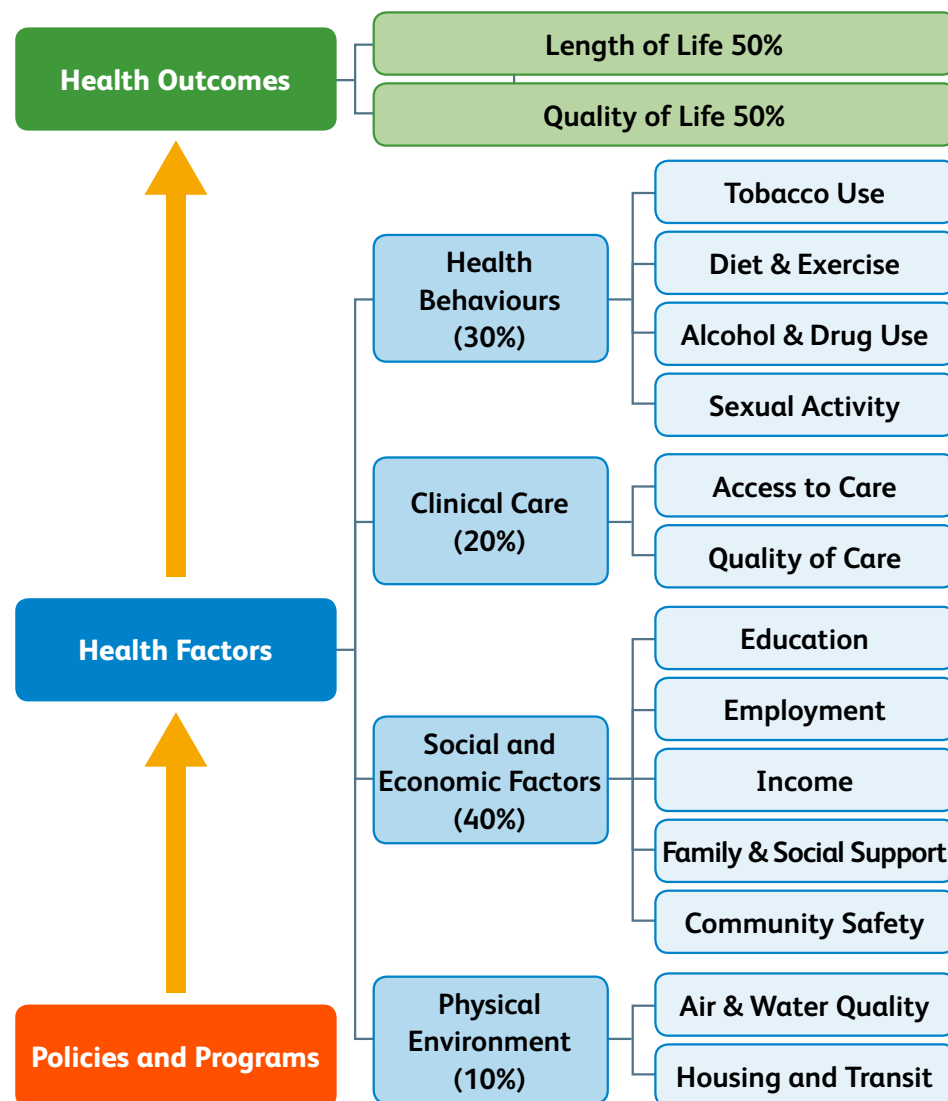 Health Outcomes
Length of Life 50%
Quality of Life 50%
Health
Behaviours
(30%)
Tobacco Use
Diet & Exercise
Alcohol & Drug Use
Sexual Activity
Clinical Care
(20%)
Access to Care
Quality of Care
Health Factors
Social and
Economic Factors
(40%)
Education
Employment
Income
Family & Social Support
Community Safety
Policies and Programs
Physical
Environment
(10%)
Air & Water Quality
Housing and Transit